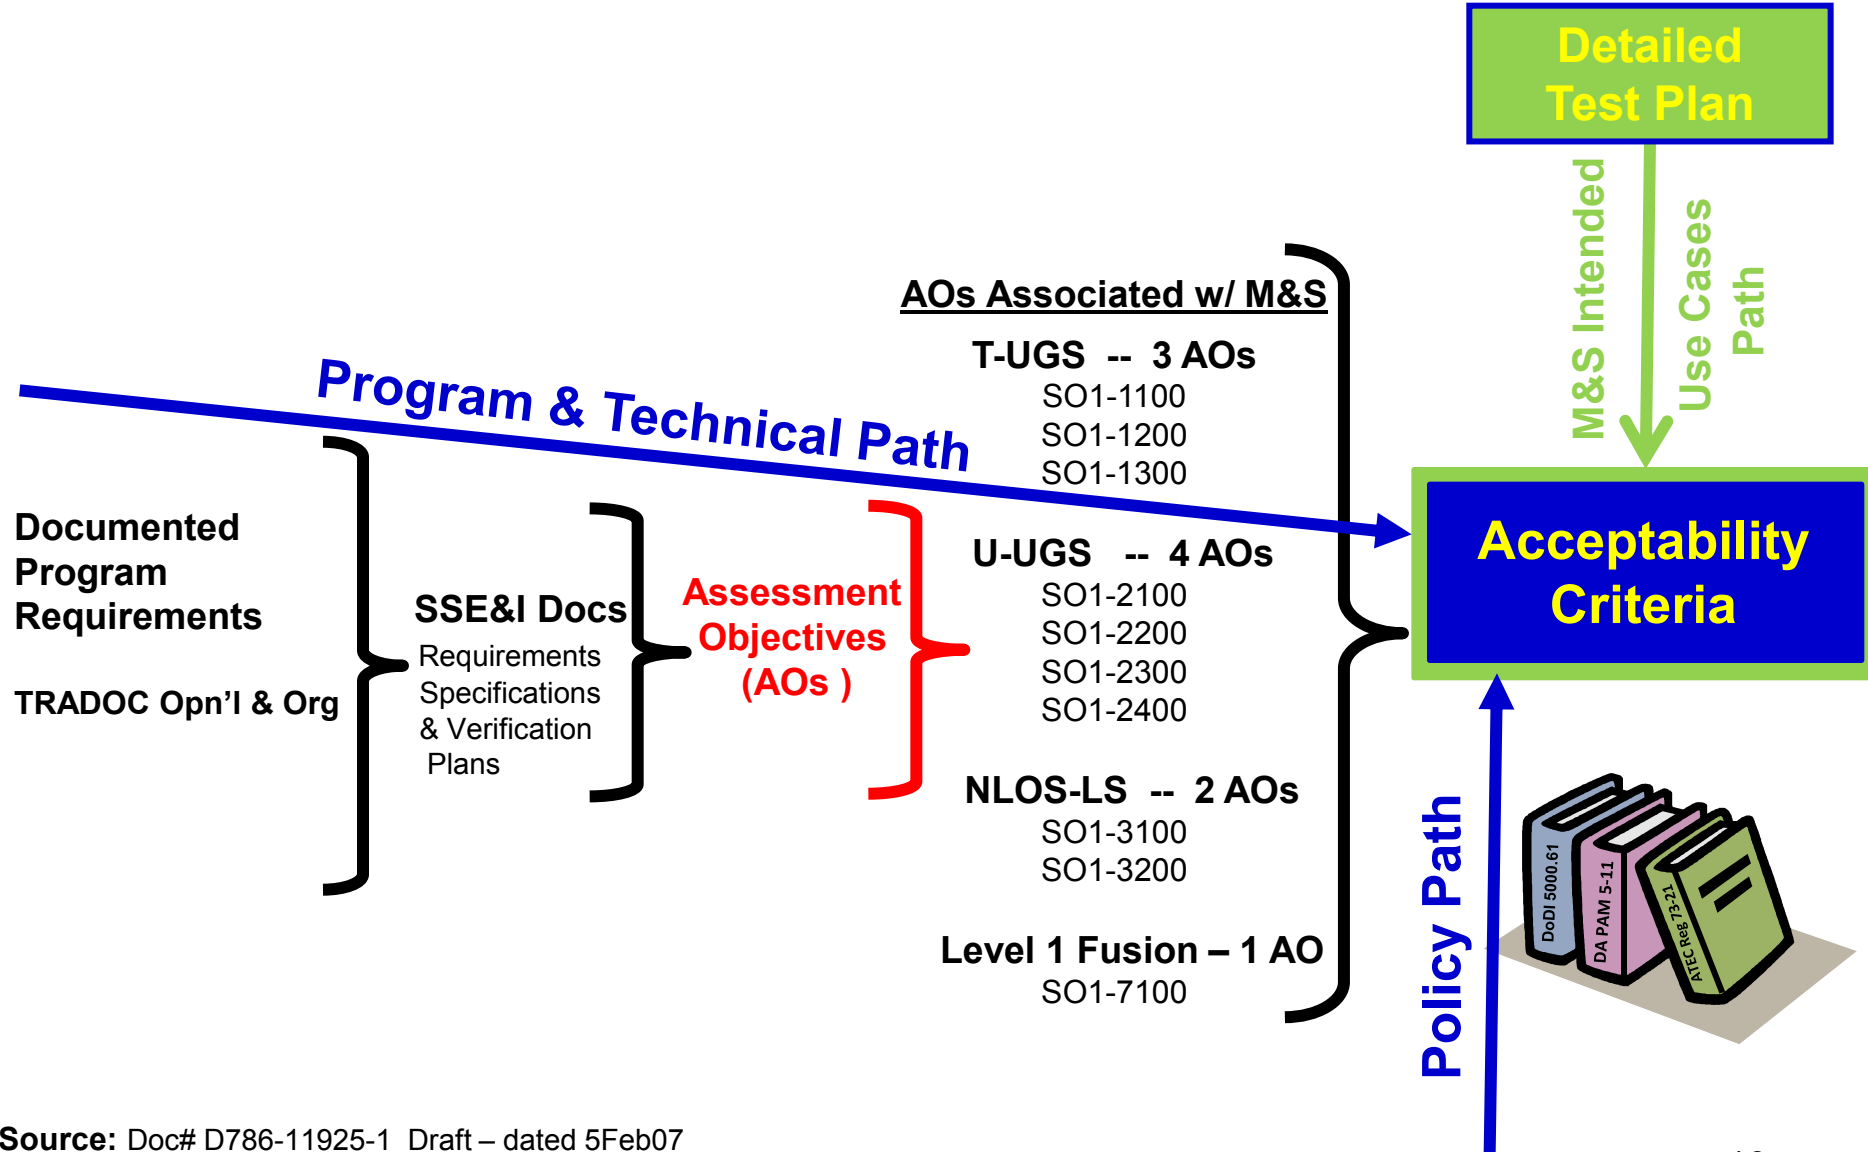 Detailed
Test Plan
M&S Intended
Use Cases
Path
AOs Associated w/ M&S
Program & Technical Path
T-UGS -- 3 AOs
SO1-1100
SO1-1200
SO1-1300
Documented
Program
Requirements
TRADOC Opn'l & Org
SSE&I Docs
Requirements
Specifications
& Verification
Plans
Assessment
Objectives
(AOs )
U-UGS -- 4 AOs
SO1-2100
SO1-2200
SO1-2300
SO1-2400
NLOS-LS -- 2 AOs
SO1-3100
SO1-3200
Level 1 Fusion – 1 AO
SO1-7100
Acceptability
Criteria
Policy Path
DoDI 5000.61
DA PAM 5-11
ATEC Reg 73-21
Source: Doc# D786-11925-1 Draft – dated 5Feb07